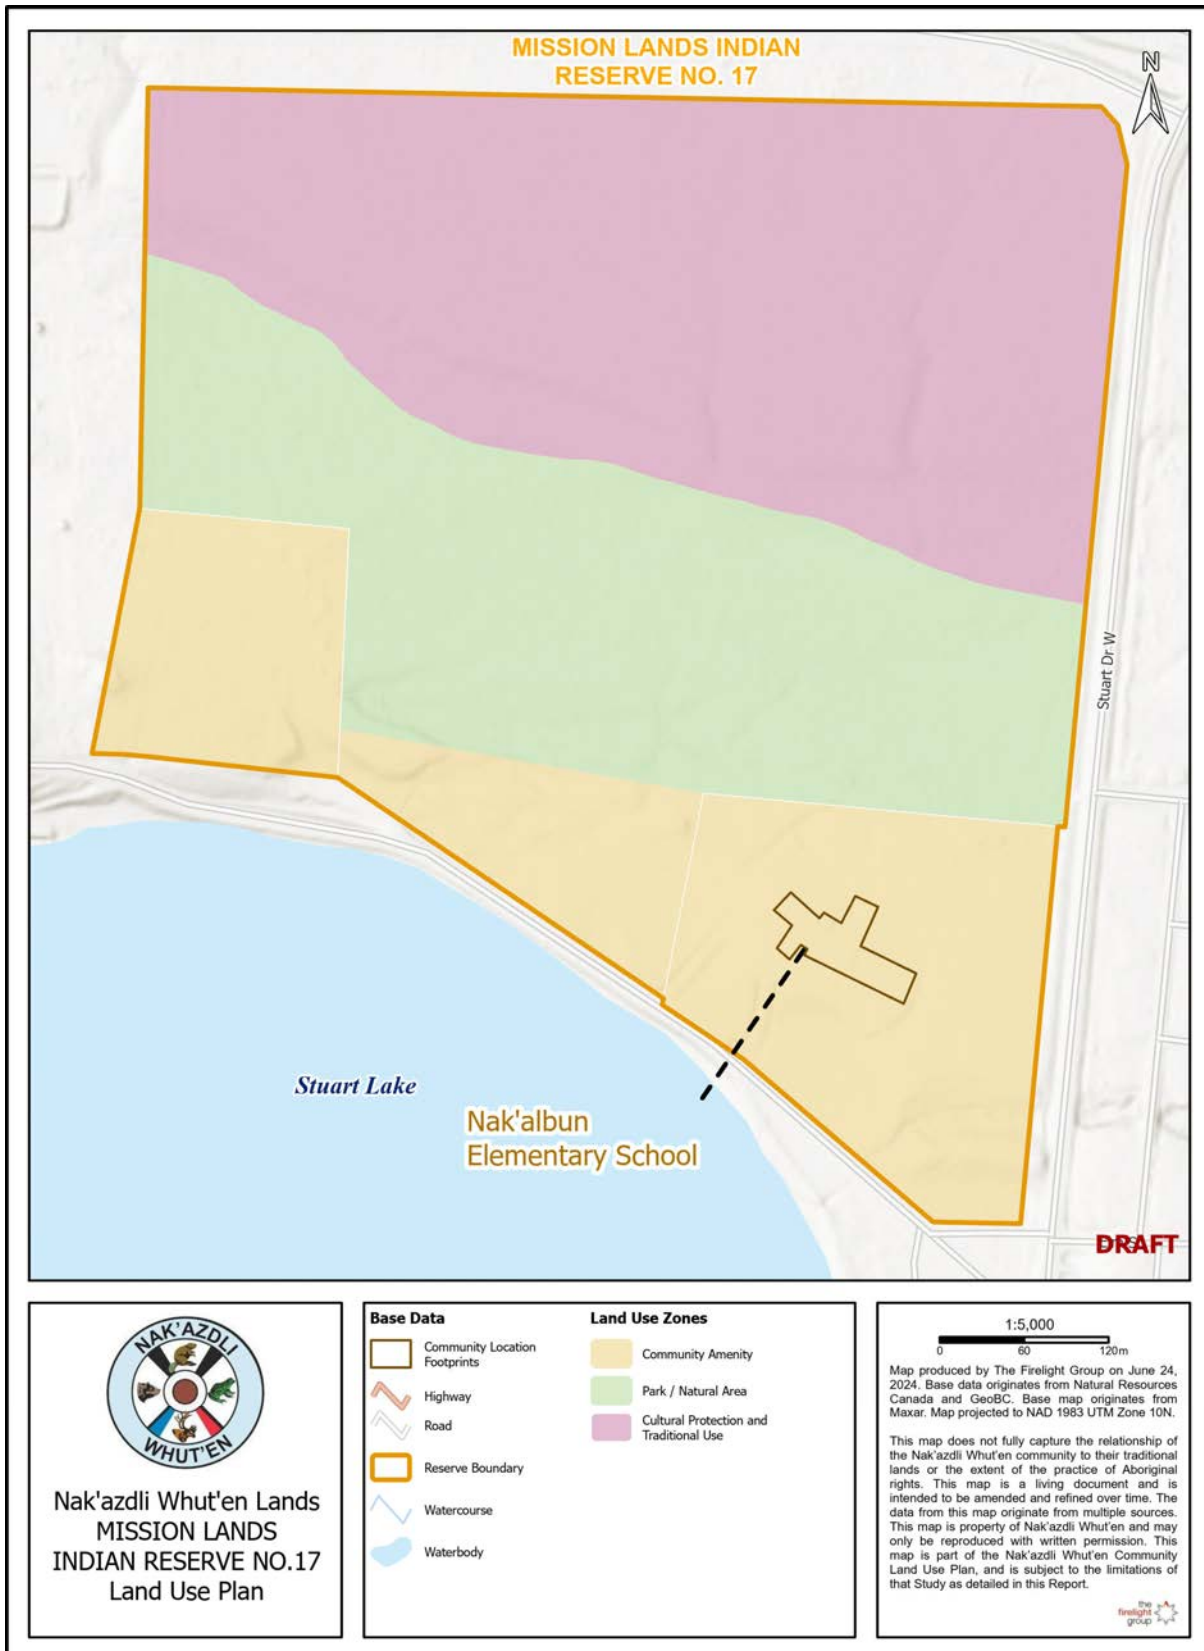 MISSION LANDS INDIAN
RESERVE NO. 17
N
Stuart Dr W
Stuart Lake
Nak'albun
Elementary School
DRAFT
NAK'AZDLI
WHUT'EN
Nak'azdli Whut'en Lands
MISSION LANDS
INDIAN RESERVE NO.17
Land Use Plan
Base Data
Community Location
Footprints
Highway
Road
Reserve Boundary
Watercourse
Waterbody
Land Use Zones
Community Amenity
Park / Natural Area
Cultural Protection and
Traditional Use
1:5,000
0 60 120m
Map produced by The Firelight Group on June 24,
2024. Base data originates from Natural Resources
Canada and GeoBC. Base map originates from
Maxar. Map projected to NAD 1983 UTM Zone 10N.
This map does not fully capture the relationship of
the Nak'azdli Whut'en community to their traditional
lands or the extent of the practice of Aboriginal
rights. This map is a living document and is
intended to be amended and refined over time. The
data from this map originate from multiple sources.
This map is property of Nak'azdli Whut'en and may
only be reproduced with written permission. This
map is part of the Nak'azdli Whut'en Community
Land Use Plan, and is subject to the limitations of
that Study as detailed in this Report.
the
firelight
group